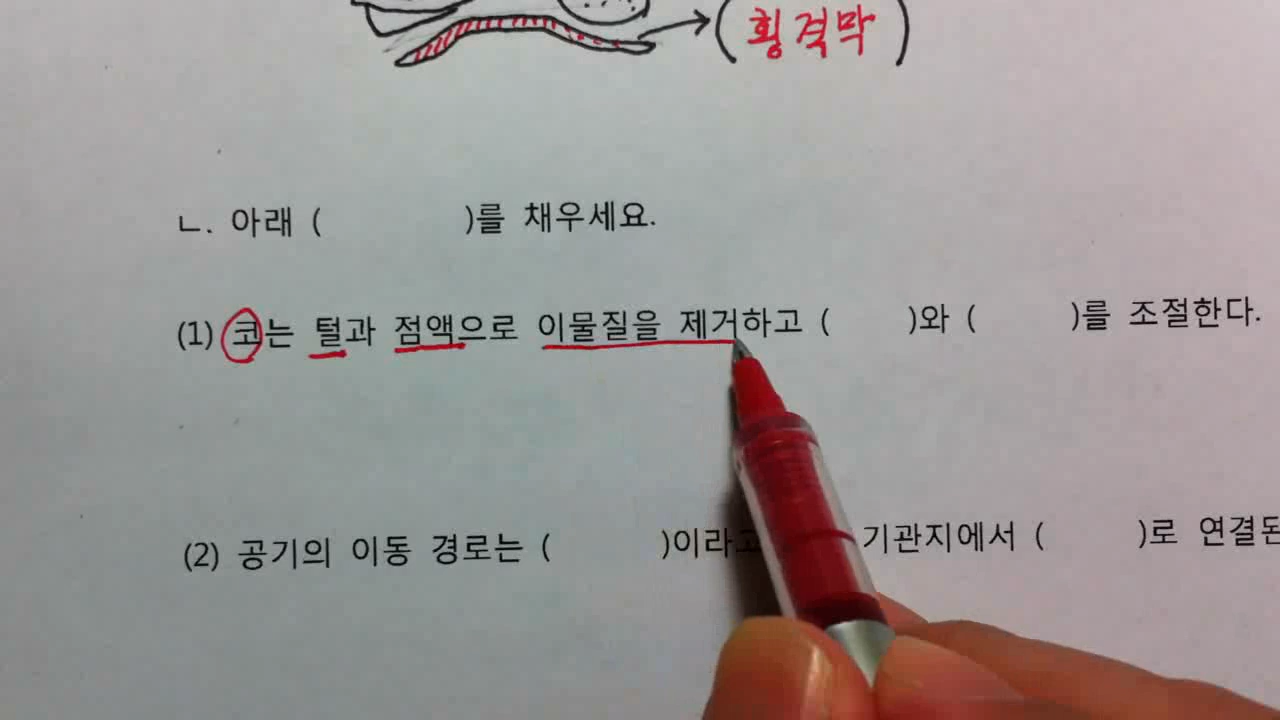 (횡격막)
ㄴ. 아래 ( )를 채우세요.
(1) 코는 털과 점액으로 이물질을 제거하고 ( )와 ( )를 조절한다.
(2) 공기의 이동 경로는 ( )이라고 기관지에서 ( )로 연결된